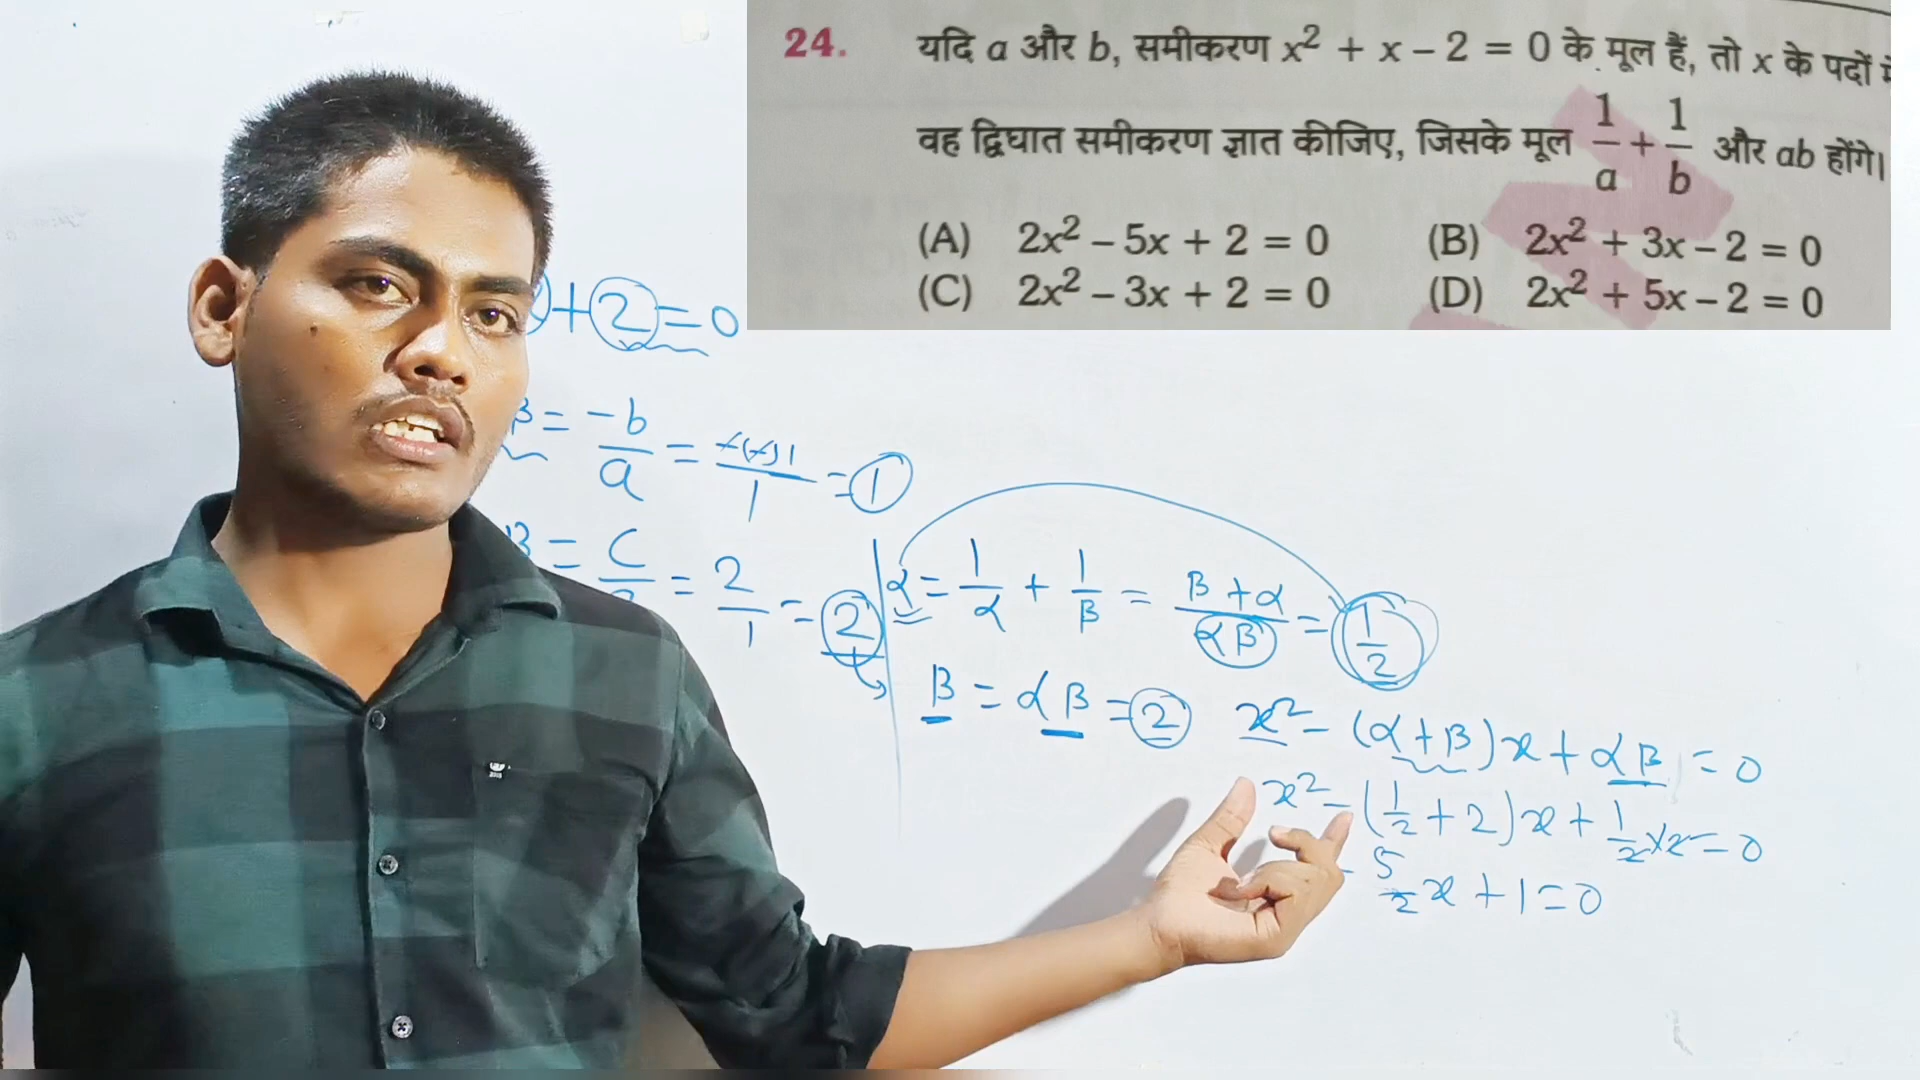 24. यदि a और b, समीकरण x² + x – 2 = 0 के मूल हैं, तो x के पदों में
वह द्विघात समीकरण ज्ञात कीजिए, जिसके मूल 1/a + 1/b और ab होंगे।
(A) 2x² – 5x + 2 = 0 (B) 2x² + 3x – 2 = 0
(C) 2x² – 3x + 2 = 0 (D) 2x² + 5x – 2 = 0
+ 2 = 0
β = -b/a = -(-)1/1 = 1
β = c/ = 2/1 = 2
α = 1/α + 1/β = β + α/αβ = 1/2
β = αβ = 2
x² - (α + β)x + αβ = 0
x² - (1/2 + 2)x + 1/2 × 2 = 0
- 5/2 x + 1 = 0